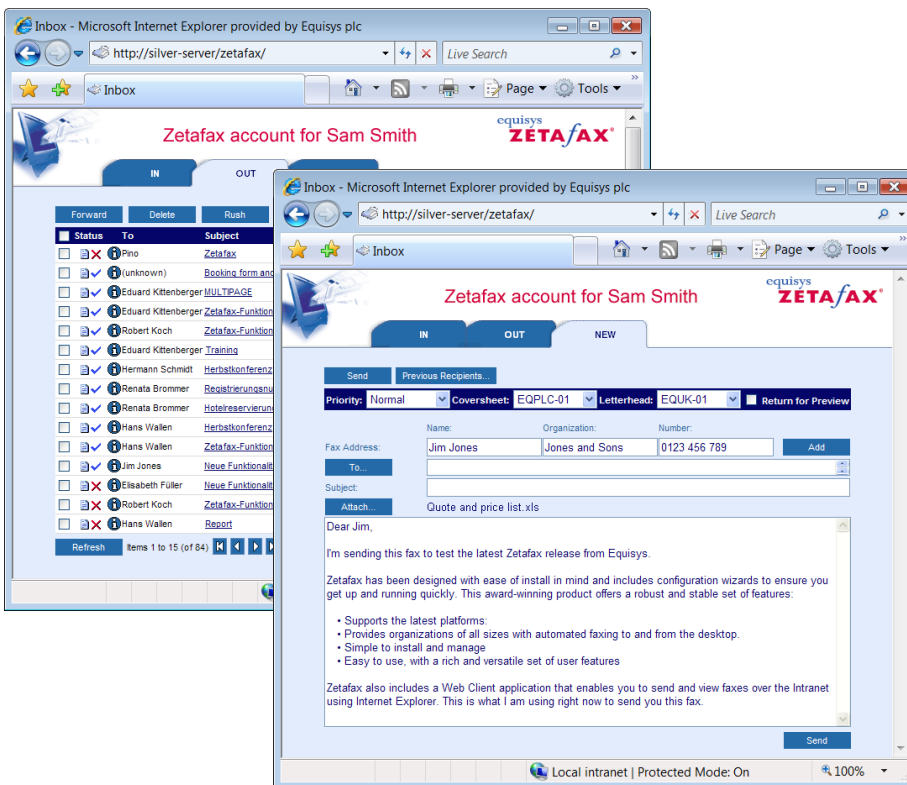 Inbox - Microsoft Internet Explorer provided by Equisys plc
http://silver-server/zetafax/
Live Search
Inbox
Page
Tools
Zetafax account for Sam Smith
equisys
ZETAfAX
IN
OUT
Forward
Delete
Rush
Status To Subject
Pino Zetafax
(unknown) Booking form and
Eduard Kittenberger MULTIPAGE
Eduard Kittenberger Zetafax-Funktion
Robert Koch Zetafax-Funktion
Eduard Kittenberger Training
Hermann Schmidt Herbstkonferenz
Renata Brommer Registrierungsnu
Renata Brommer Hotelreservierun
Hans Wallen Herbstkonferenz
Hans Wallen Zetafax-Funktion
Jim Jones Neue Funktionalit
Elisabeth Füller Neue Funktionalit
Robert Koch Zetafax-Funktion
Hans Wallen Report
Refresh Items 1 to 15 (of 84)
Inbox - Microsoft Internet Explorer provided by Equisys plc
http://silver-server/zetafax/
Live Search
Inbox
Page
Tools
Zetafax account for Sam Smith
equisys
ZETAfAX
IN
OUT
NEW
Send
Previous Recipients...
Priority: Normal Coversheet: EQPLC-01 Letterhead: EQUK-01 Return for Preview
Name: Organization: Number:
Fax Address: Jim Jones Jones and Sons 0123 456 789 Add
To...
Subject:
Attach... Quote and price list.xls
Dear Jim,
I'm sending this fax to test the latest Zetafax release from Equisys.
Zetafax has been designed with ease of install in mind and includes configuration wizards to ensure you
get up and running quickly. This award-winning product offers a robust and stable set of features:
• Supports the latest platforms:
• Provides organizations of all sizes with automated faxing to and from the desktop.
• Simple to install and manage
• Easy to use, with a rich and versatile set of user features
Zetafax also includes a Web Client application that enables you to send and view faxes over the Intranet
using Internet Explorer. This is what I am using right now to send you this fax.
Send
Local intranet | Protected Mode: On
100%